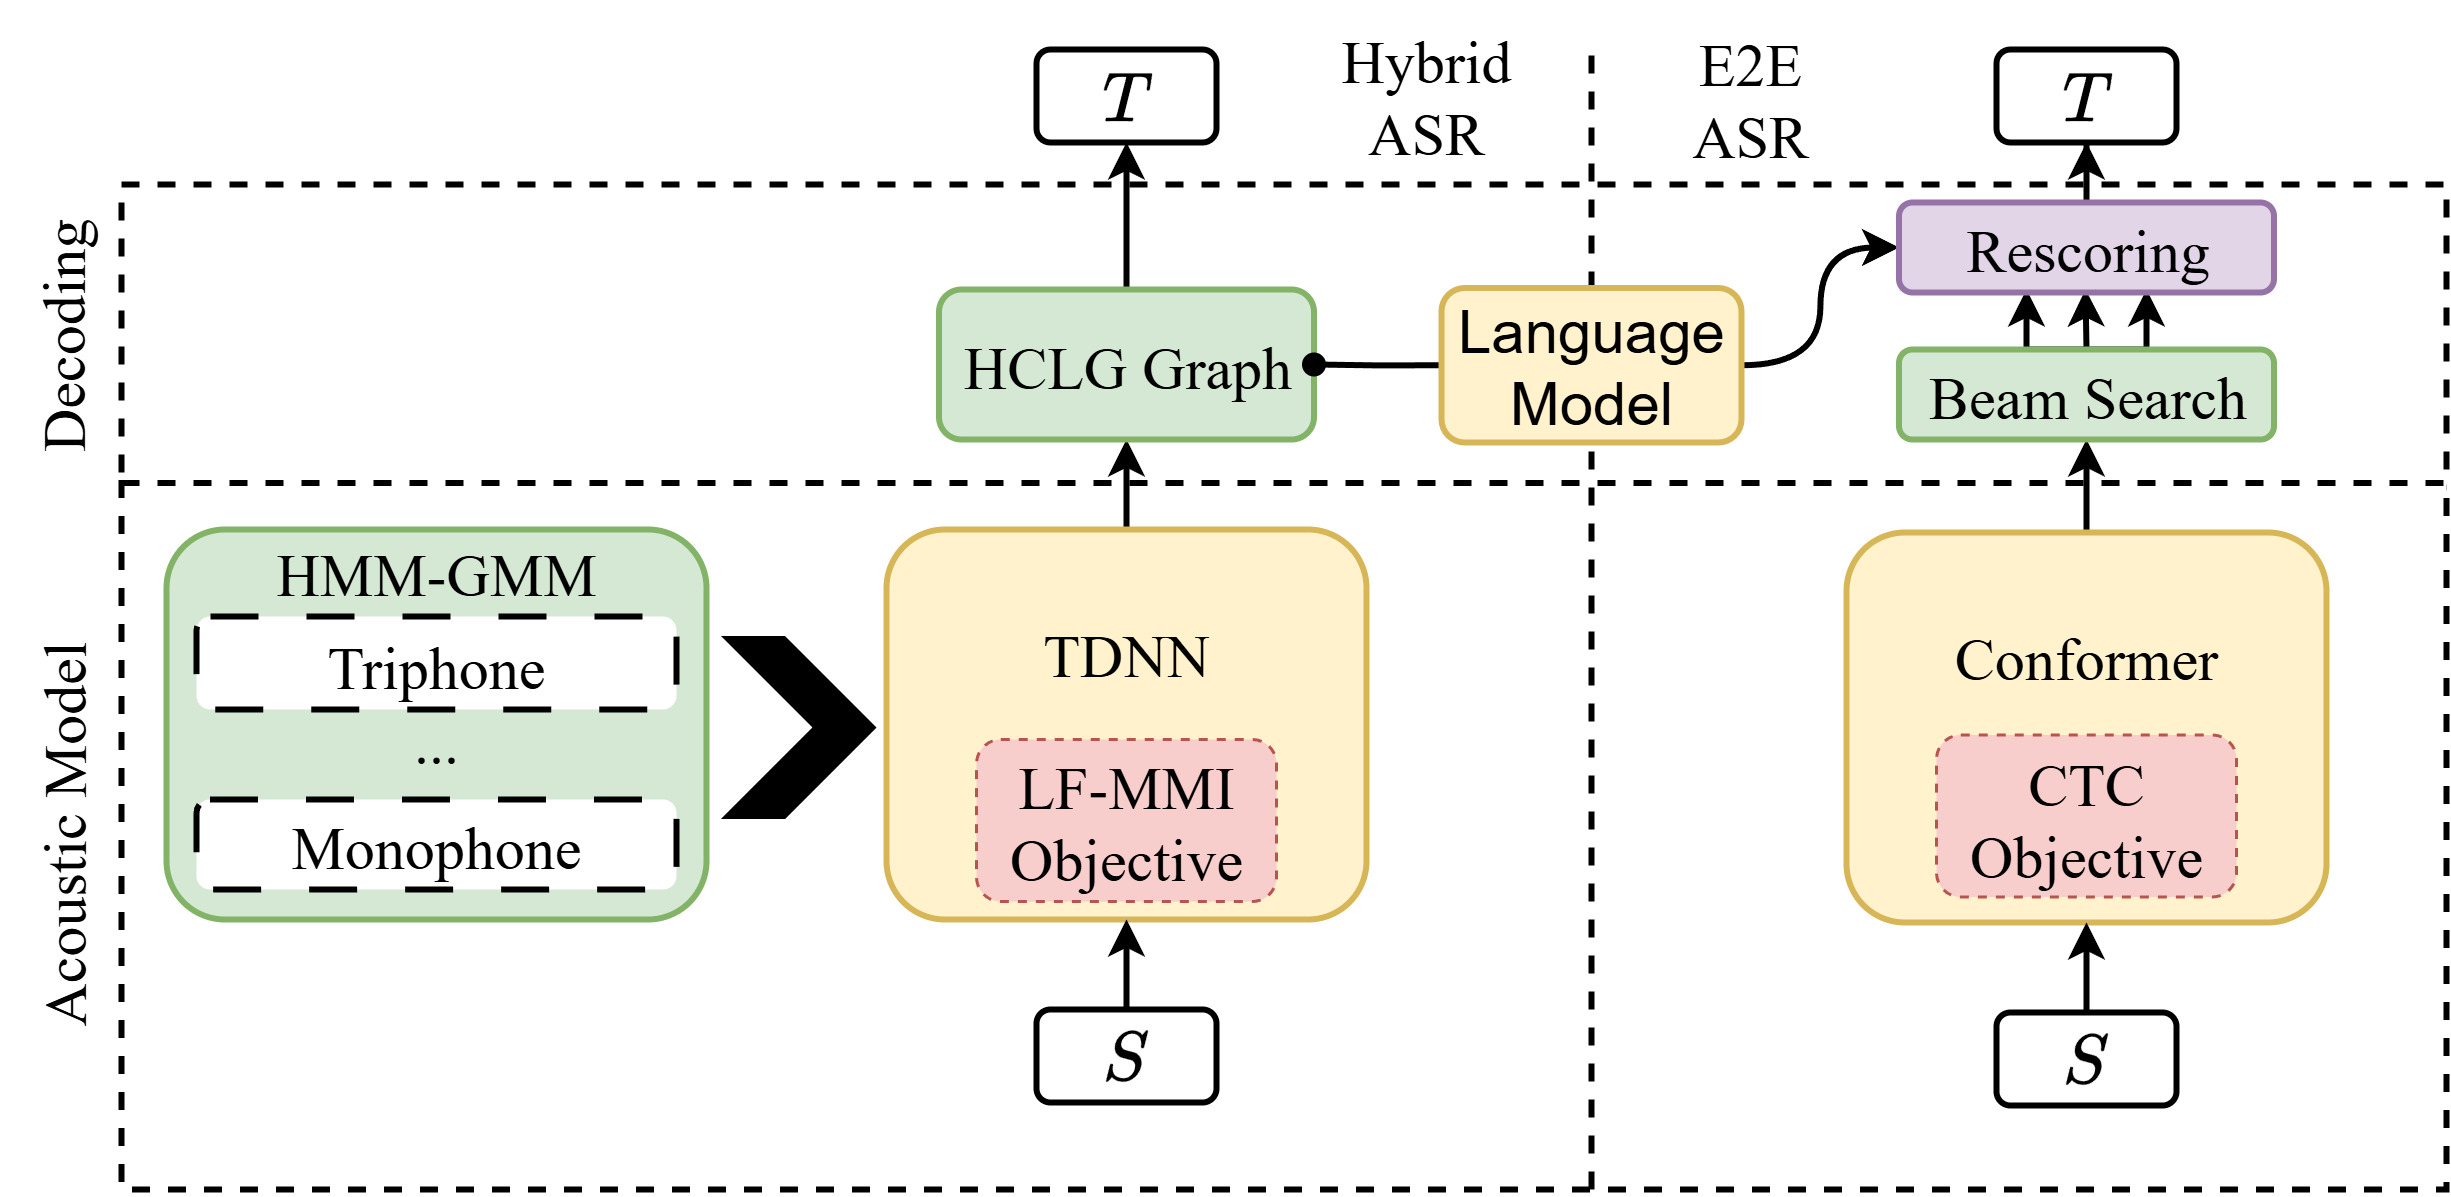 T
Hybrid
ASR
E2E
ASR
T
Decoding
HCLG Graph
Language
Model
Rescoring
Beam Search
Acoustic Model
HMM-GMM
Triphone
...
Monophone
TDNN
LF-MMI
Objective
S
Conformer
CTC
Objective
S